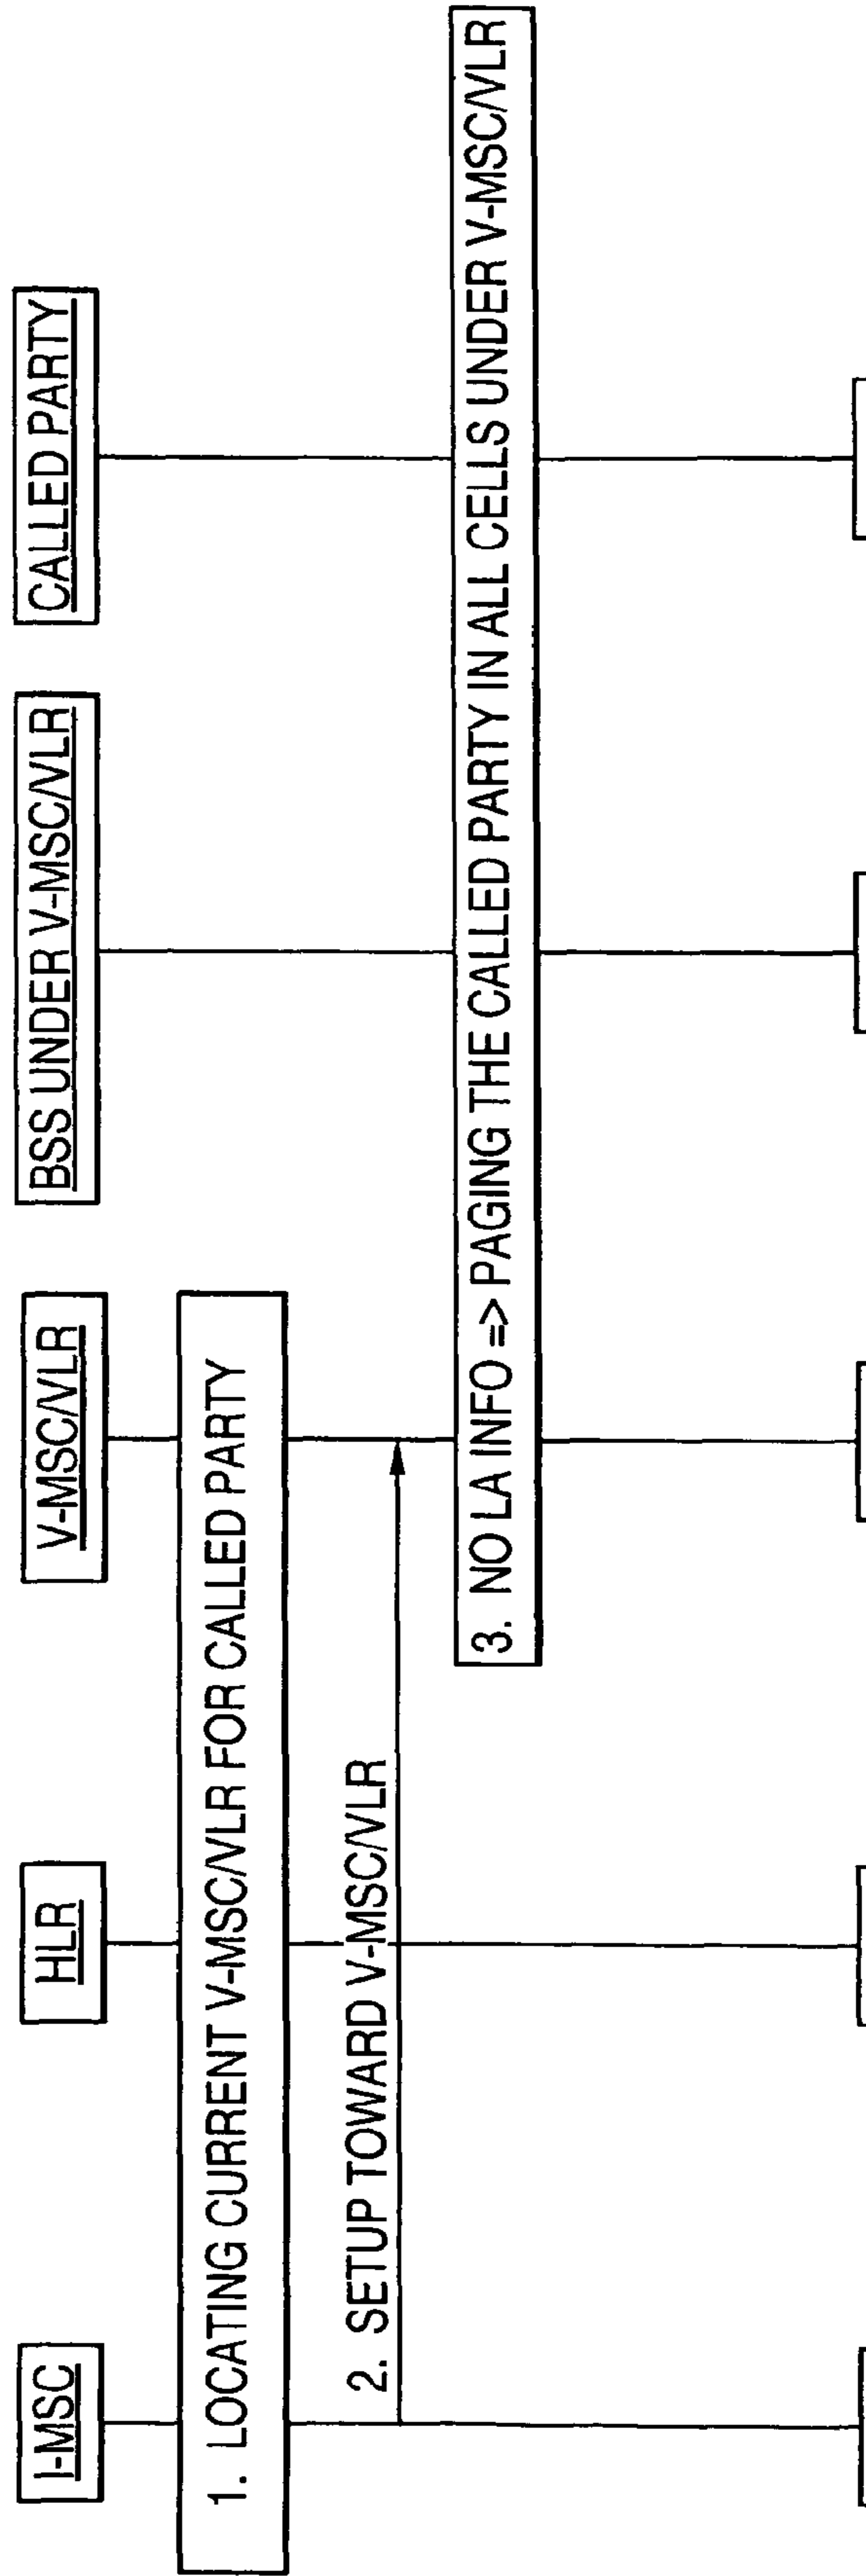 I-MSC
HLR
V-MSC/VLR
BSS UNDER V-MSC/VLR
CALLED PARTY
1. LOCATING CURRENT V-MSC/VLR FOR CALLED PARTY
2. SETUP TOWARD V-MSC/VLR
3. NO LA INFO => PAGING THE CALLED PARTY IN ALL CELLS UNDER V-MSC/VLR